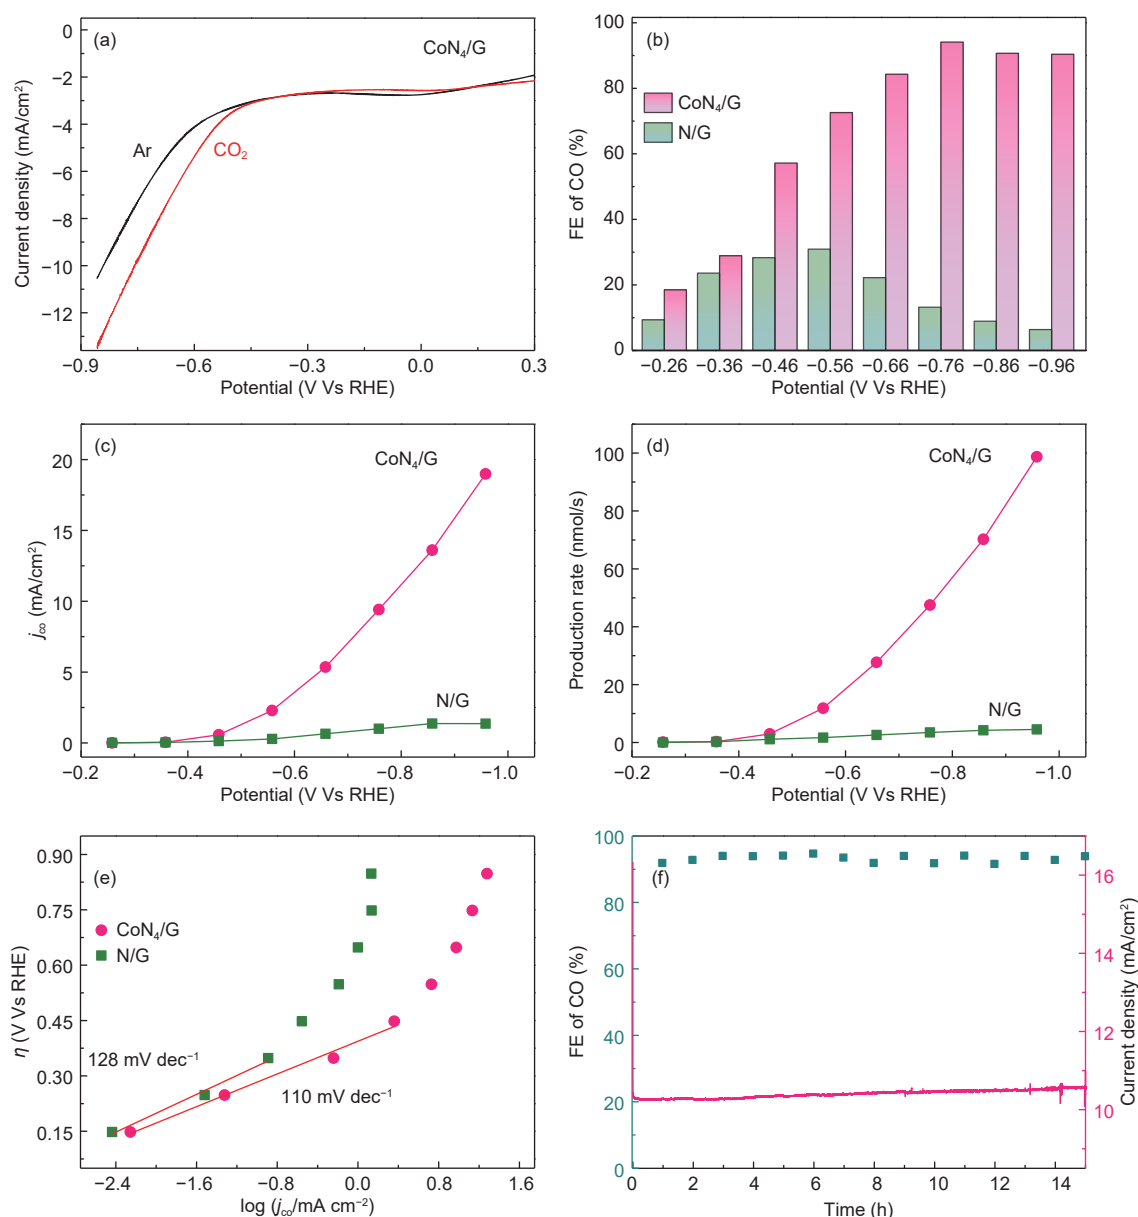 (a)
CoN₄/G
Ar
CO₂
Current density (mA/cm²)
0
−2
−4
−6
−8
−10
−12
−0.9
−0.6
−0.3
0.0
0.3
Potential (V Vs RHE)
(b)
CoN₄/G
N/G
FE of CO (%)
100
80
60
40
20
0
−0.26
−0.36
−0.46
−0.56
−0.66
−0.76
−0.86
−0.96
Potential (V Vs RHE)
(c)
CoN₄/G
N/G
j_co (mA/cm²)
20
15
10
5
0
−0.2
−0.4
−0.6
−0.8
−1.0
Potential (V Vs RHE)
(d)
CoN₄/G
N/G
Production rate (nmol/s)
100
80
60
40
20
0
−0.2
−0.4
−0.6
−0.8
−1.0
Potential (V Vs RHE)
(e)
CoN₄/G
N/G
128 mV dec⁻¹
110 mV dec⁻¹
η (V Vs RHE)
0.90
0.75
0.60
0.45
0.30
0.15
−2.4
−1.6
−0.8
0.0
0.8
1.6
log (j_co/mA cm⁻²)
(f)
FE of CO (%)
100
80
60
40
20
0
Current density (mA/cm²)
16
14
12
10
0
2
4
6
8
10
12
14
Time (h)